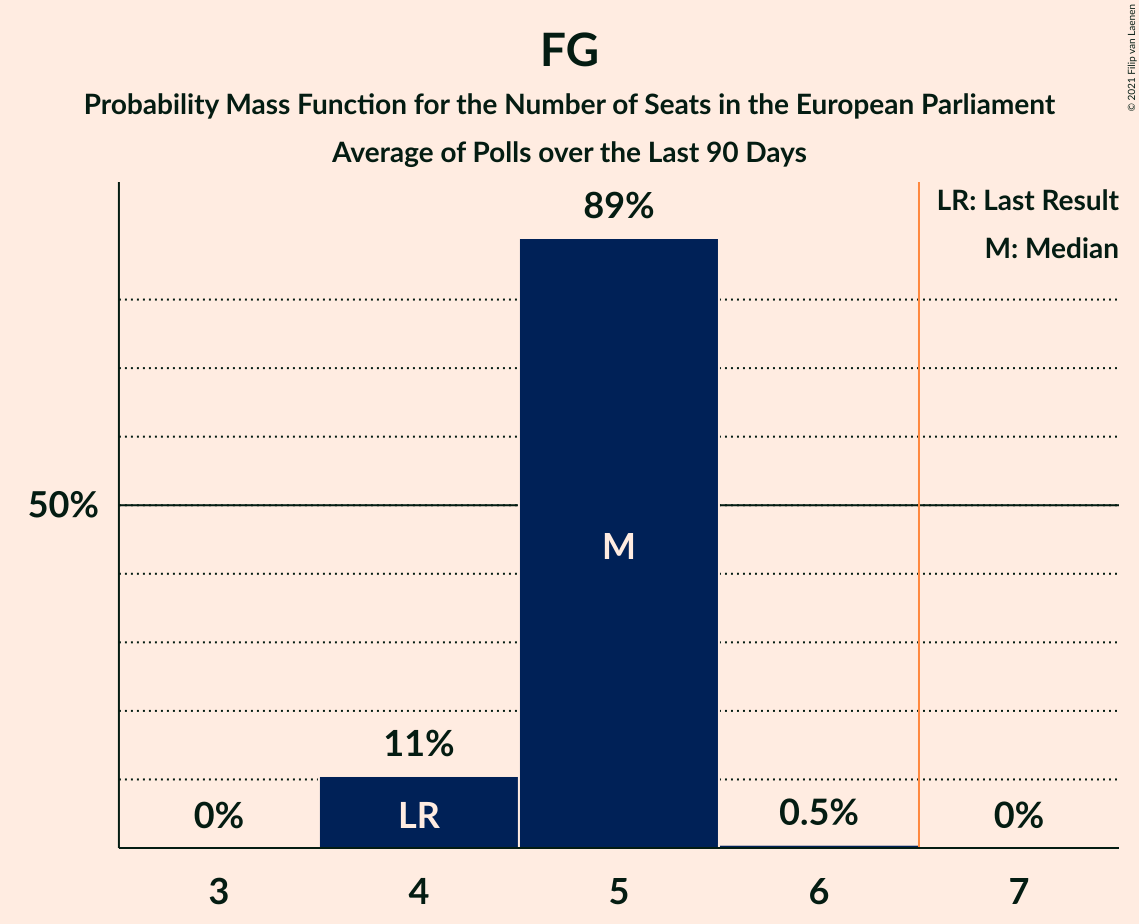 FG
Probability Mass Function for the Number of Seats in the European Parliament
Average of Polls over the Last 90 Days
© 2021 Filip van Laenen
LR: Last Result
M: Median
89%
50%
M
11%
LR
0%
0.5%
0%
3 4 5 6 7